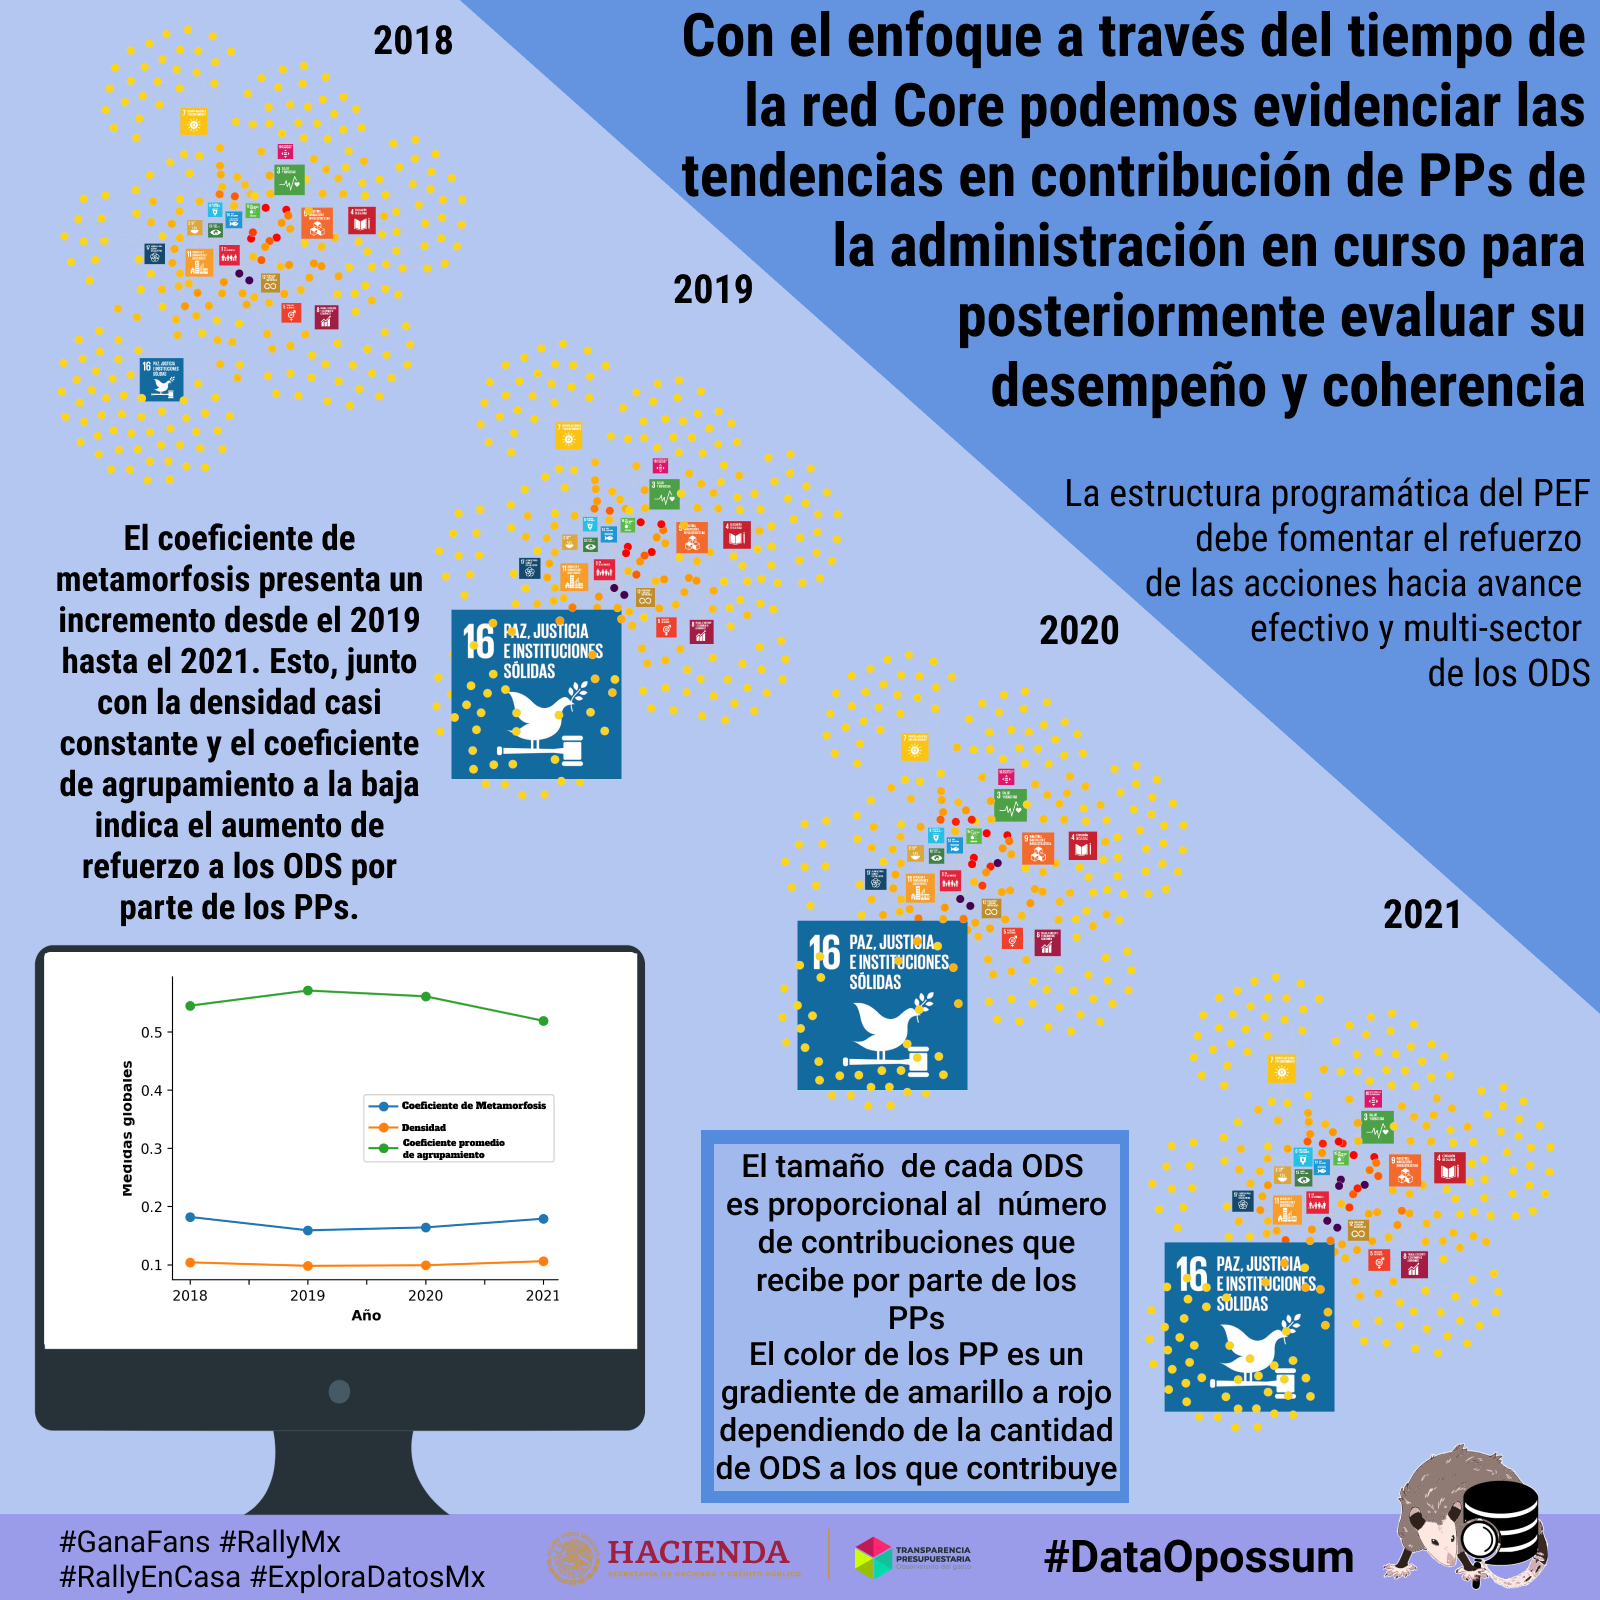 2018
Con el enfoque a través del tiempo de
la red Core podemos evidenciar las
tendencias en contribución de PPs de
la administración en curso para
posteriormente evaluar su
desempeño y coherencia
2019
La estructura programática del PEF
debe fomentar el refuerzo
de las acciones hacia avance
efectivo y multi-sector
de los ODS
16 PAZ, JUSTICIA
E INSTITUCIONES
SÓLIDAS
El coeficiente de
metamorfosis presenta un
incremento desde el 2019
hasta el 2021. Esto, junto
con la densidad casi
constante y el coeficiente
de agrupamiento a la baja
indica el aumento de
refuerzo a los ODS por
parte de los PPs.
16 PAZ, JUSTICIA
E INSTITUCIONES
SÓLIDAS
2020
16 PAZ, JUSTICIA
E INSTITUCIONES
SÓLIDAS
2021
16 PAZ, JUSTICIA
E INSTITUCIONES
SÓLIDAS
Medidas globales
0.5
0.4
0.3
0.2
0.1
Coeficiente de Metamorfosis
Densidad
Coeficiente promedio
de agrupamiento
2018 2019 2020 2021
Año
El tamaño de cada ODS
es proporcional al número
de contribuciones que
recibe por parte de los
PPs
El color de los PP es un
gradiente de amarillo a rojo
dependiendo de la cantidad
de ODS a los que contribuye
#GanaFans #RallyMx
#RallyEnCasa #ExploraDatosMx
HACIENDA
SECRETARÍA DE HACIENDA Y CRÉDITO PÚBLICO
TRANSPARENCIA
PRESUPUESTARIA
Observatorio del gasto
#DataOpossum